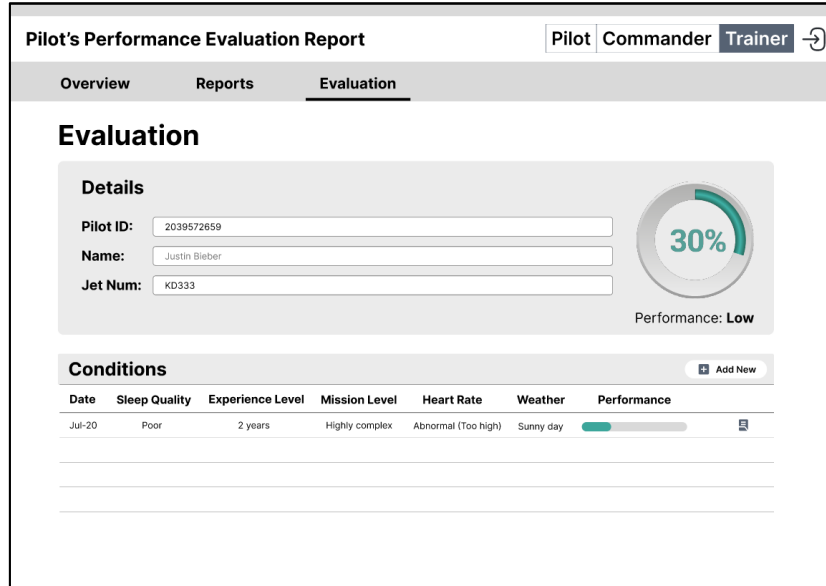 Pilot's Performance Evaluation Report
Pilot Commander Trainer
Overview Reports Evaluation
Evaluation
Details
Pilot ID: 2039572659
Name: Justin Bieber
Jet Num: KD333
30%
Performance: Low
Conditions
Add New
Date Sleep Quality Experience Level Mission Level Heart Rate Weather Performance
Jul-20 Poor 2 years Highly complex Abnormal (Too high) Sunny day